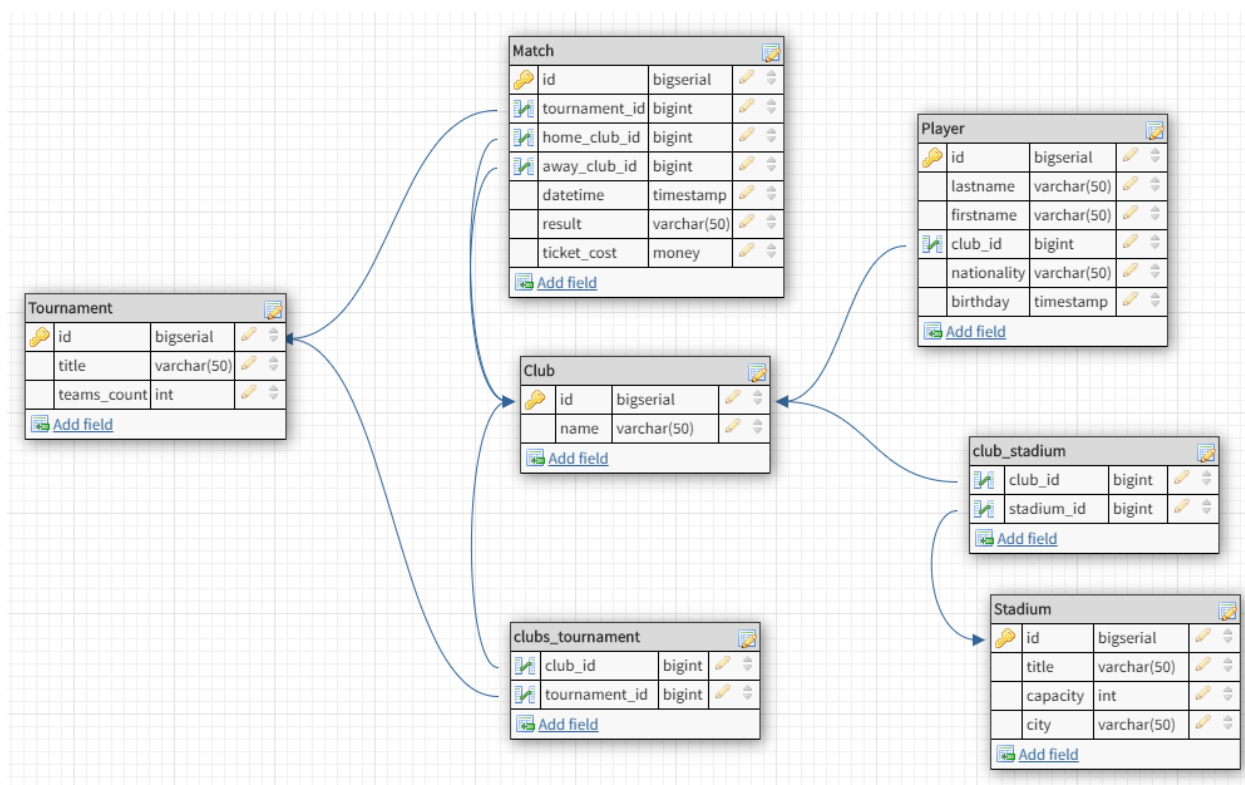 Match
id bigserial
tournament_id bigint
home_club_id bigint
away_club_id bigint
datetime timestamp
result varchar(50)
ticket_cost money
Add field
Player
id bigserial
lastname varchar(50)
firstname varchar(50)
club_id bigint
nationality varchar(50)
birthday timestamp
Add field
Tournament
id bigserial
title varchar(50)
teams_count int
Add field
Club
id bigserial
name varchar(50)
Add field
club_stadium
club_id bigint
stadium_id bigint
Add field
clubs_tournament
club_id bigint
tournament_id bigint
Add field
Stadium
id bigserial
title varchar(50)
capacity int
city varchar(50)
Add field